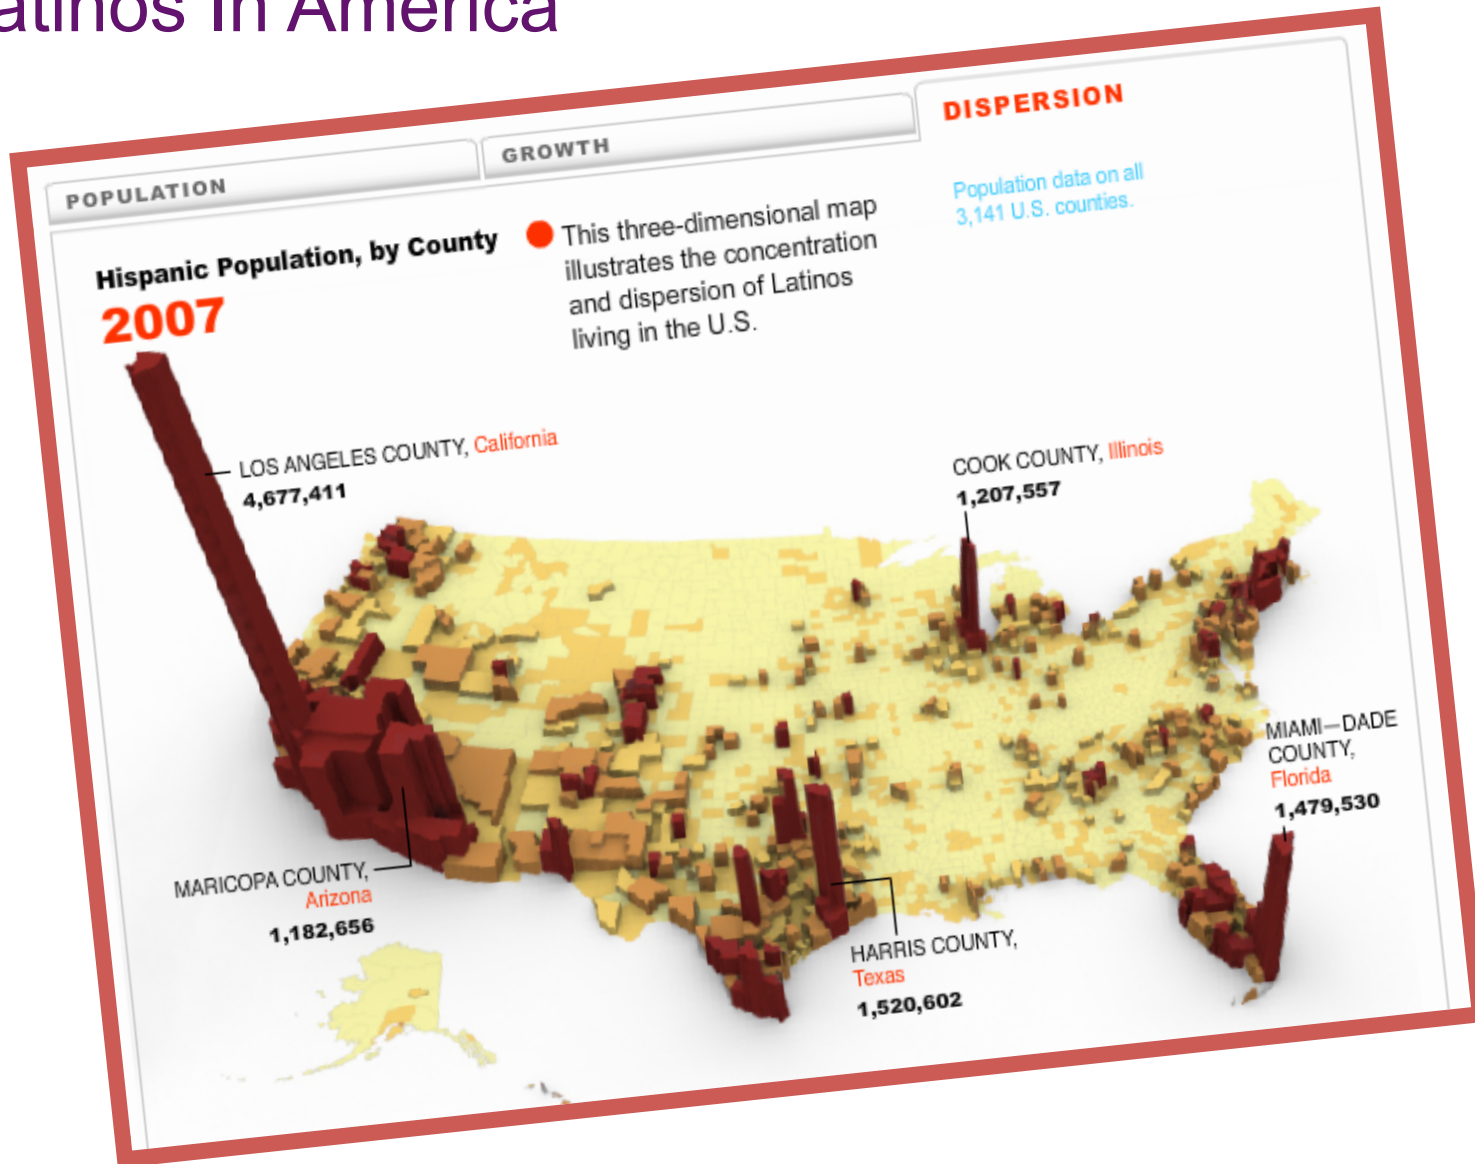 atinos In America
POPULATION
GROWTH
DISPERSION
Population data on all
3,141 U.S. counties.
Hispanic Population, by County
2007
This three-dimensional map
illustrates the concentration
and dispersion of Latinos
living in the U.S.
LOS ANGELES COUNTY, California
4,677,411
COOK COUNTY, Illinois
1,207,557
MIAMI–DADE
COUNTY,
Florida
1,479,530
MARICOPA COUNTY,
Arizona
1,182,656
HARRIS COUNTY,
Texas
1,520,602